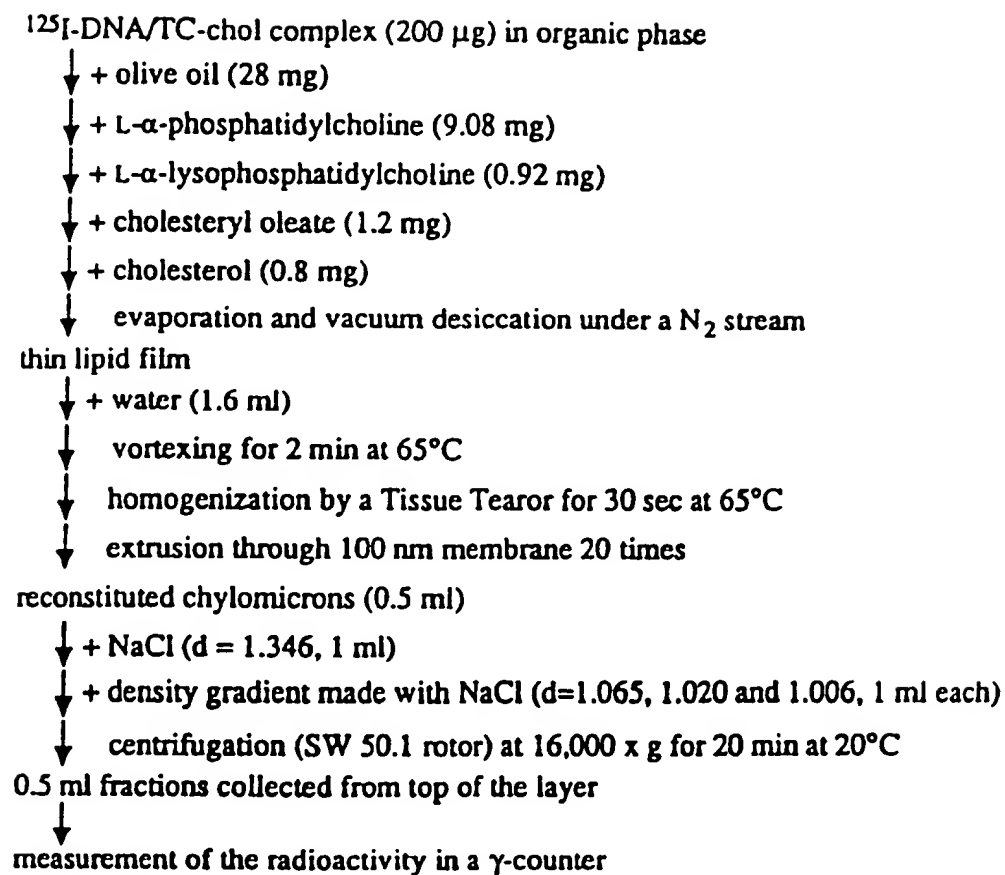 125I-DNA/TC-chol complex (200 µg) in organic phase
+ olive oil (28 mg)
+ L-α-phosphatidylcholine (9.08 mg)
+ L-α-lysophosphatidylcholine (0.92 mg)
+ cholesteryl oleate (1.2 mg)
+ cholesterol (0.8 mg)
evaporation and vacuum desiccation under a N2 stream
thin lipid film
+ water (1.6 ml)
vortexing for 2 min at 65°C
homogenization by a Tissue Tearor for 30 sec at 65°C
extrusion through 100 nm membrane 20 times
reconstituted chylomicrons (0.5 ml)
+ NaCl (d = 1.346, 1 ml)
+ density gradient made with NaCl (d=1.065, 1.020 and 1.006, 1 ml each)
centrifugation (SW 50.1 rotor) at 16,000 x g for 20 min at 20°C
0.5 ml fractions collected from top of the layer
measurement of the radioactivity in a γ-counter